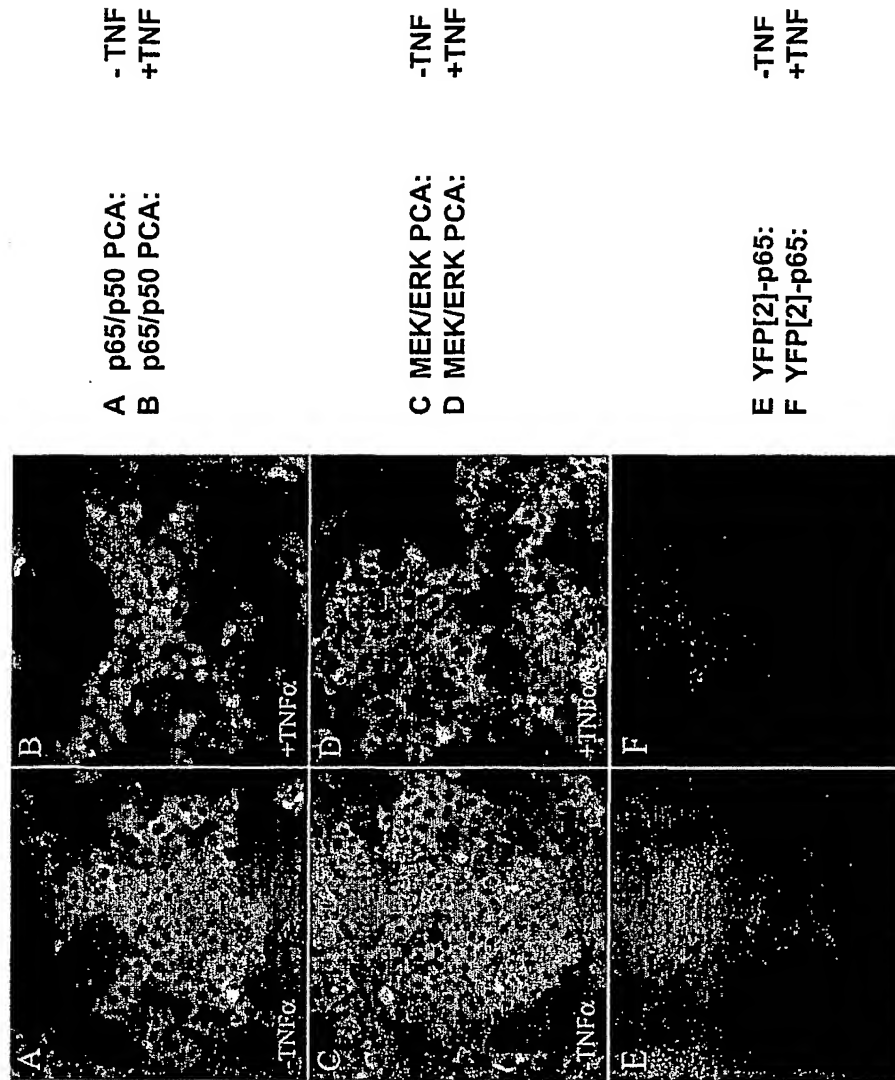 A
-TNFα
B
+TNFα
C
-TNFα
D
+TNFα
E
F
A p65/p50 PCA: - TNF
B p65/p50 PCA: +TNF
C MEK/ERK PCA: -TNF
D MEK/ERK PCA: +TNF
E YFP[2]-p65: -TNF
F YFP[2]-p65: +TNF